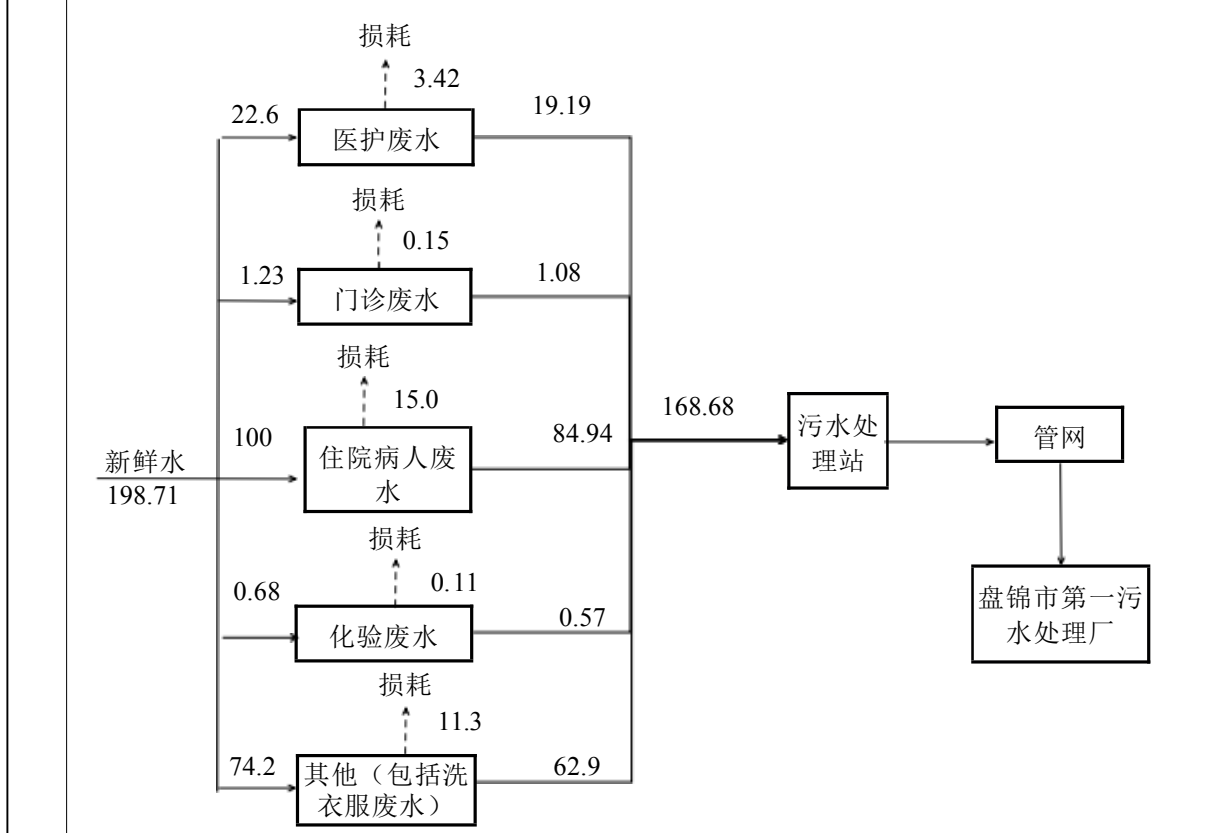 损耗
3.42
22.6
19.19
医护废水
损耗
0.15
1.23
1.08
门诊废水
损耗
15.0
100
84.94
168.68
住院病人废
水
新鲜水
198.71
污水处
理站
管网
损耗
0.11
0.68
0.57
化验废水
盘锦市第一污
水处理厂
损耗
11.3
74.2
62.9
其他（包括洗
衣服废水）